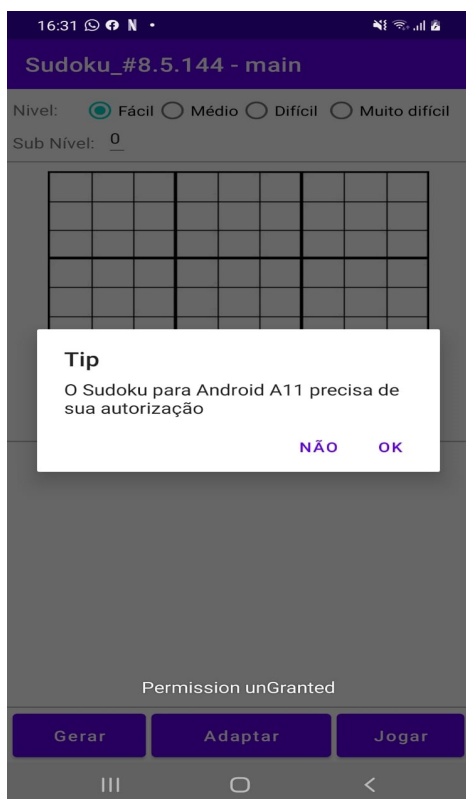 16:31
Sudoku_#8.5.144 - main
Nivel: Fácil Médio Difícil Muito difícil
Sub Nível: 0
Tip
O Sudoku para Android A11 precisa de
sua autorização
NÃO OK
Permission unGranted
Gerar Adaptar Jogar